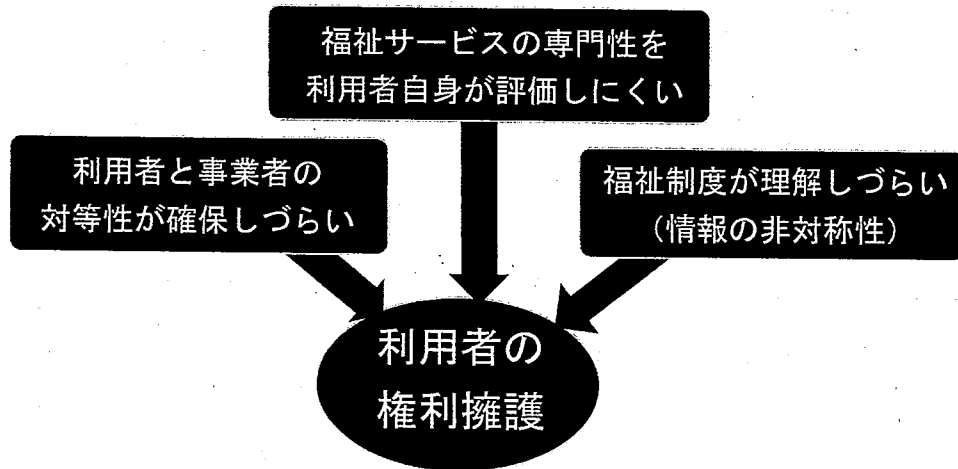 福祉サービスの専門性を
利用者自身が評価しにくい
利用者と事業者の
対等性が確保しづらい
福祉制度が理解しづらい
（情報の非対称性）
利用者の
権利擁護